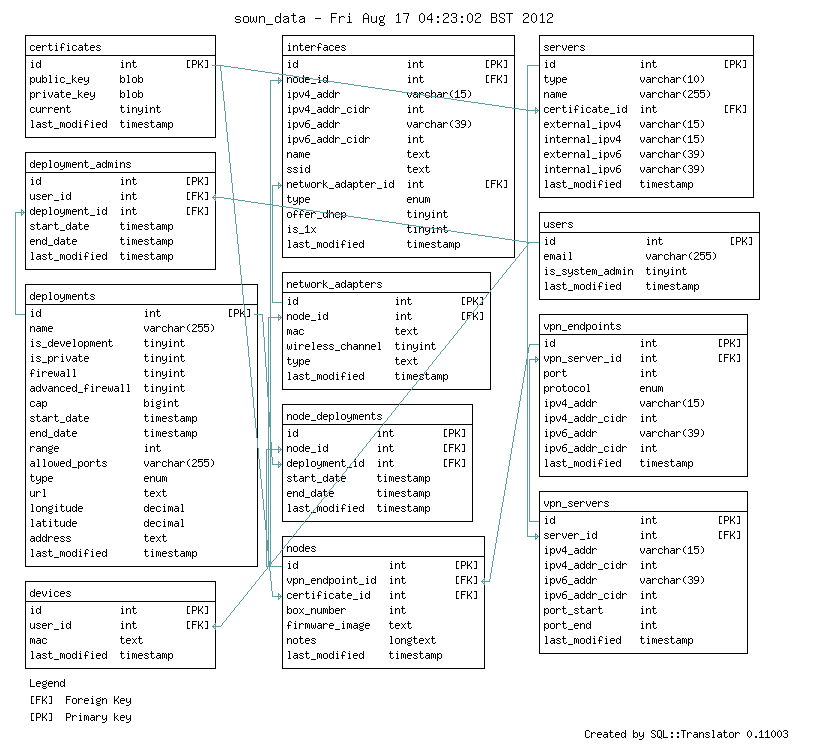 sown_data - Fri Aug 17 04:23:02 BST 2012
certificates
id int [PK]
public_key blob
private_key blob
current tinyint
last_modified timestamp
deployment_admins
id int [PK]
user_id int [FK]
deployment_id int [FK]
start_date timestamp
end_date timestamp
last_modified timestamp
deployments
id int [PK]
name varchar(255)
is_development tinyint
is_private tinyint
firewall tinyint
advanced_firewall tinyint
cap bigint
start_date timestamp
end_date timestamp
range int
allowed_ports varchar(255)
type enum
url text
longitude decimal
latitude decimal
address text
last_modified timestamp
devices
id int [PK]
user_id int [FK]
mac text
last_modified timestamp
interfaces
id int [PK]
node_id int [FK]
ipv4_addr varchar(15)
ipv4_addr_cidr int
ipv6_addr varchar(39)
ipv6_addr_cidr int
name text
ssid text
network_adapter_id int [FK]
type enum
offer_dhcp tinyint
is_1x tinyint
last_modified timestamp
network_adapters
id int [PK]
node_id int [FK]
mac text
wireless_channel tinyint
type text
last_modified timestamp
node_deployments
id int [PK]
node_id int [FK]
deployment_id int [FK]
start_date timestamp
end_date timestamp
last_modified timestamp
nodes
id int [PK]
vpn_endpoint_id int [FK]
certificate_id int [FK]
box_number int
firmware_image text
notes longtext
last_modified timestamp
servers
id int [PK]
type varchar(10)
name varchar(255)
certificate_id int [FK]
external_ipv4 varchar(15)
internal_ipv4 varchar(15)
external_ipv6 varchar(39)
internal_ipv6 varchar(39)
last_modified timestamp
users
id int [PK]
email varchar(255)
is_system_admin tinyint
last_modified timestamp
vpn_endpoints
id int [PK]
vpn_server_id int [FK]
port int
protocol enum
ipv4_addr varchar(15)
ipv4_addr_cidr int
ipv6_addr varchar(39)
ipv6_addr_cidr int
last_modified timestamp
vpn_servers
id int [PK]
server_id int [FK]
ipv4_addr varchar(15)
ipv4_addr_cidr int
ipv6_addr varchar(39)
ipv6_addr_cidr int
port_start int
port_end int
last_modified timestamp
Legend
[FK] Foreign Key
[PK] Primary key
Created by SQL::Translator 0.11003